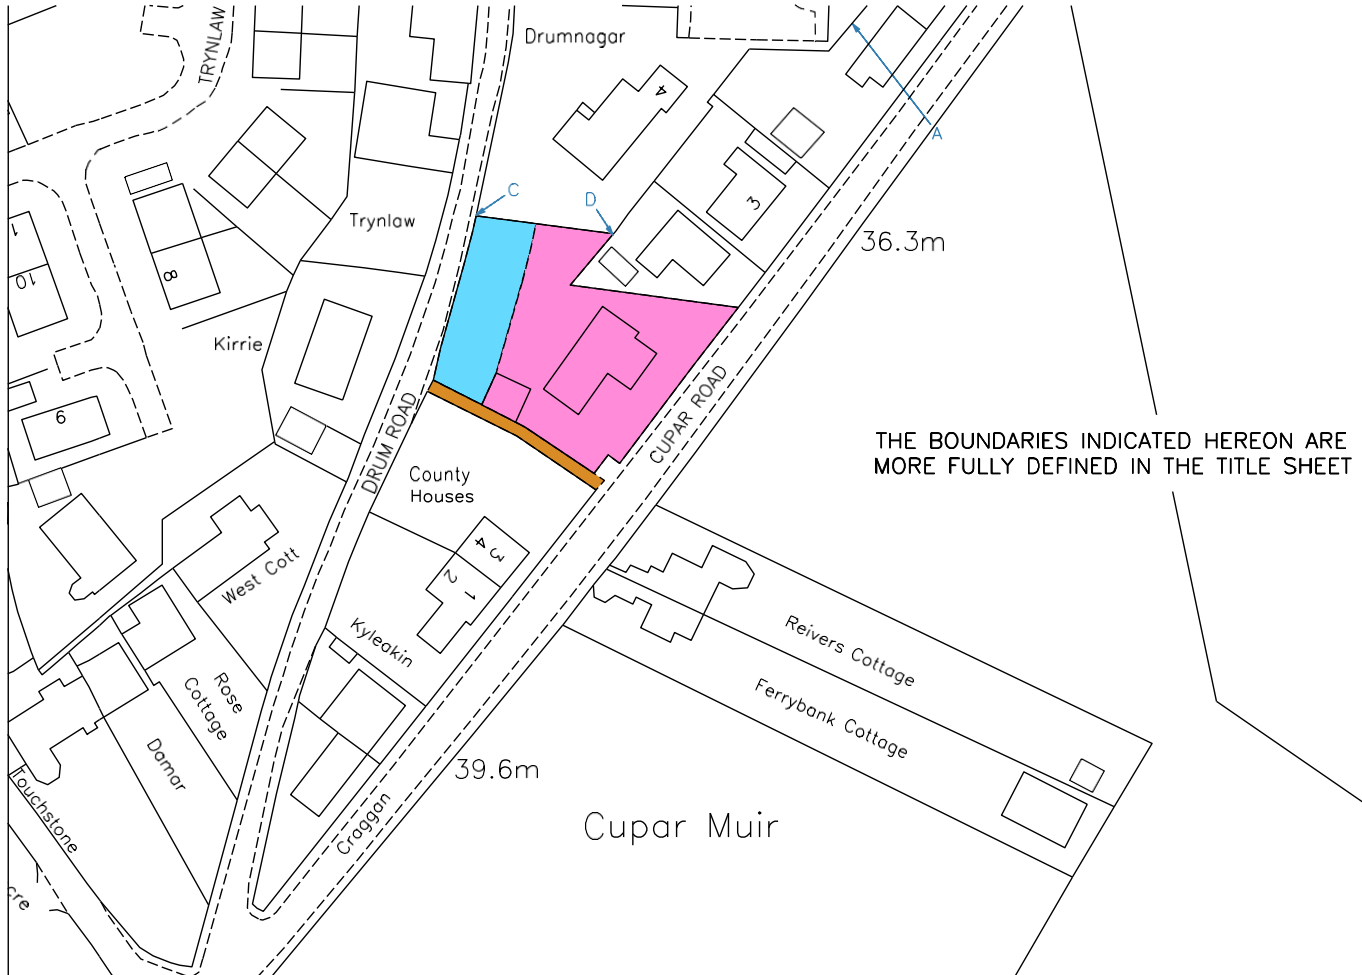 TRYNLAW
Drumnagar
4
A
3
C
D
Trynlaw
36.3m
1
10
8
Kirrie
9
DRUM ROAD
CUPAR ROAD
County
Houses
THE BOUNDARIES INDICATED HEREON ARE
MORE FULLY DEFINED IN THE TITLE SHEET
3
4
2
1
West Cott
Kyleakin
Reivers Cottage
Ferrybank Cottage
Rose
Cottage
Damar
Touchstone
39.6m
Craggan
Cupar Muir
cre